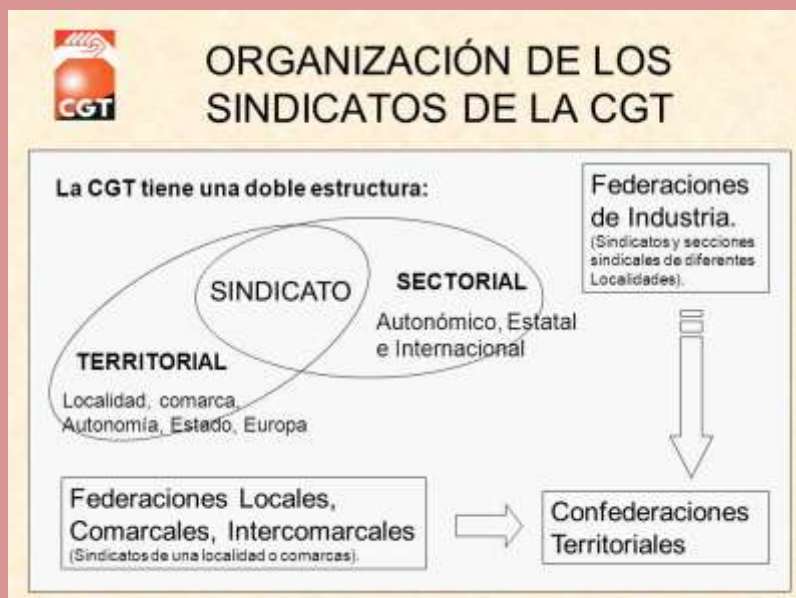 CGT
ORGANIZACIÓN DE LOS
SINDICATOS DE LA CGT
La CGT tiene una doble estructura:
SINDICATO
SECTORIAL
Autonómico, Estatal
e Internacional
TERRITORIAL
Localidad, comarca,
Autonomía, Estado, Europa
Federaciones
de Industria.
(Sindicatos y secciones
sindicales de diferentes
Localidades).
Federaciones Locales,
Comarcales, Intercomarcales
(Sindicatos de una localidad o comarcas).
Confederaciones
Territoriales